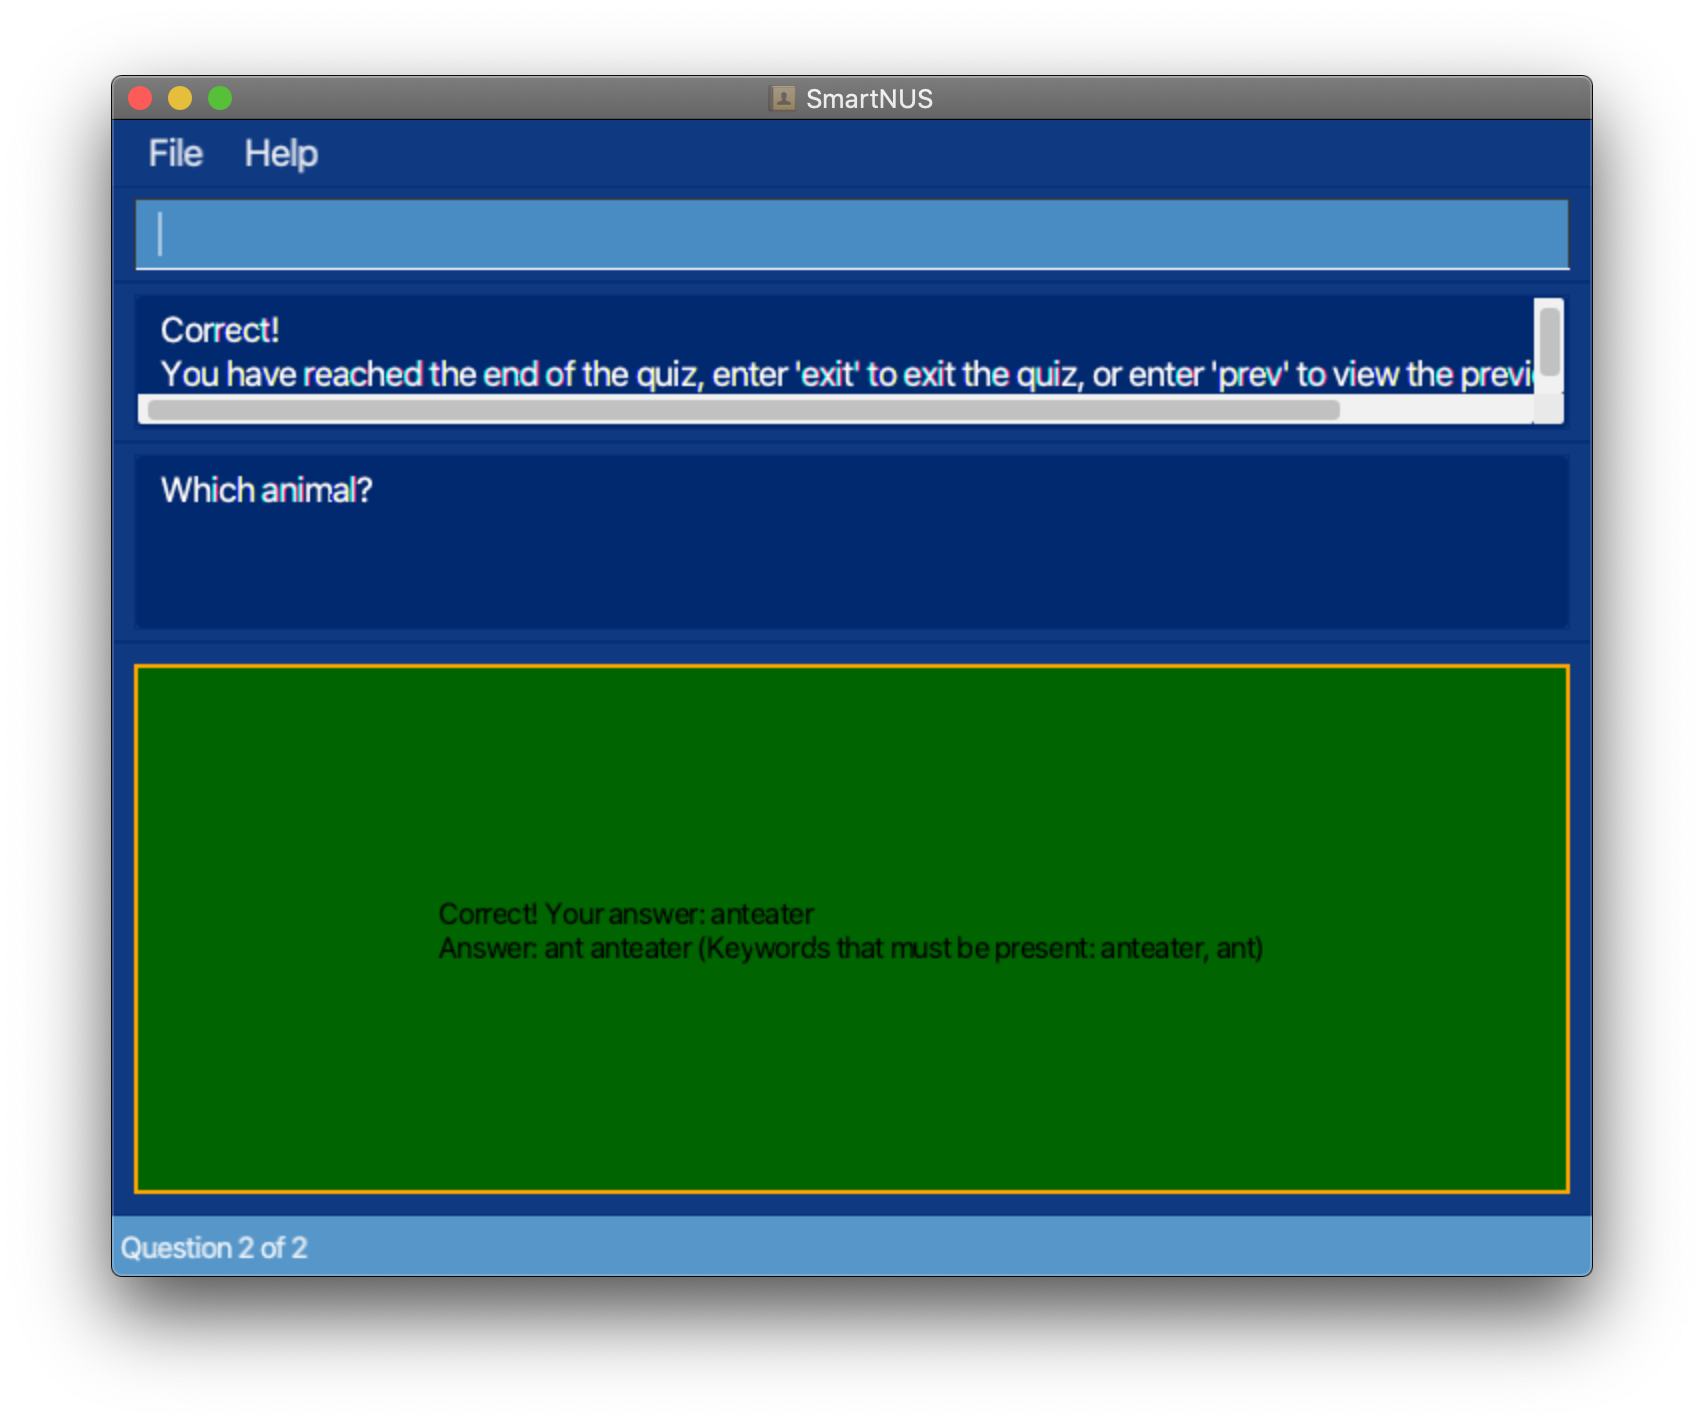 SmartNUS
File Help
Correct!
You have reached the end of the quiz, enter 'exit' to exit the quiz, or enter 'prev' to view the
Which animal?
Correct! Your answer: anteater
Answer: ant anteater (Keywords that must be present: anteater, ant)
Question 2 of 2